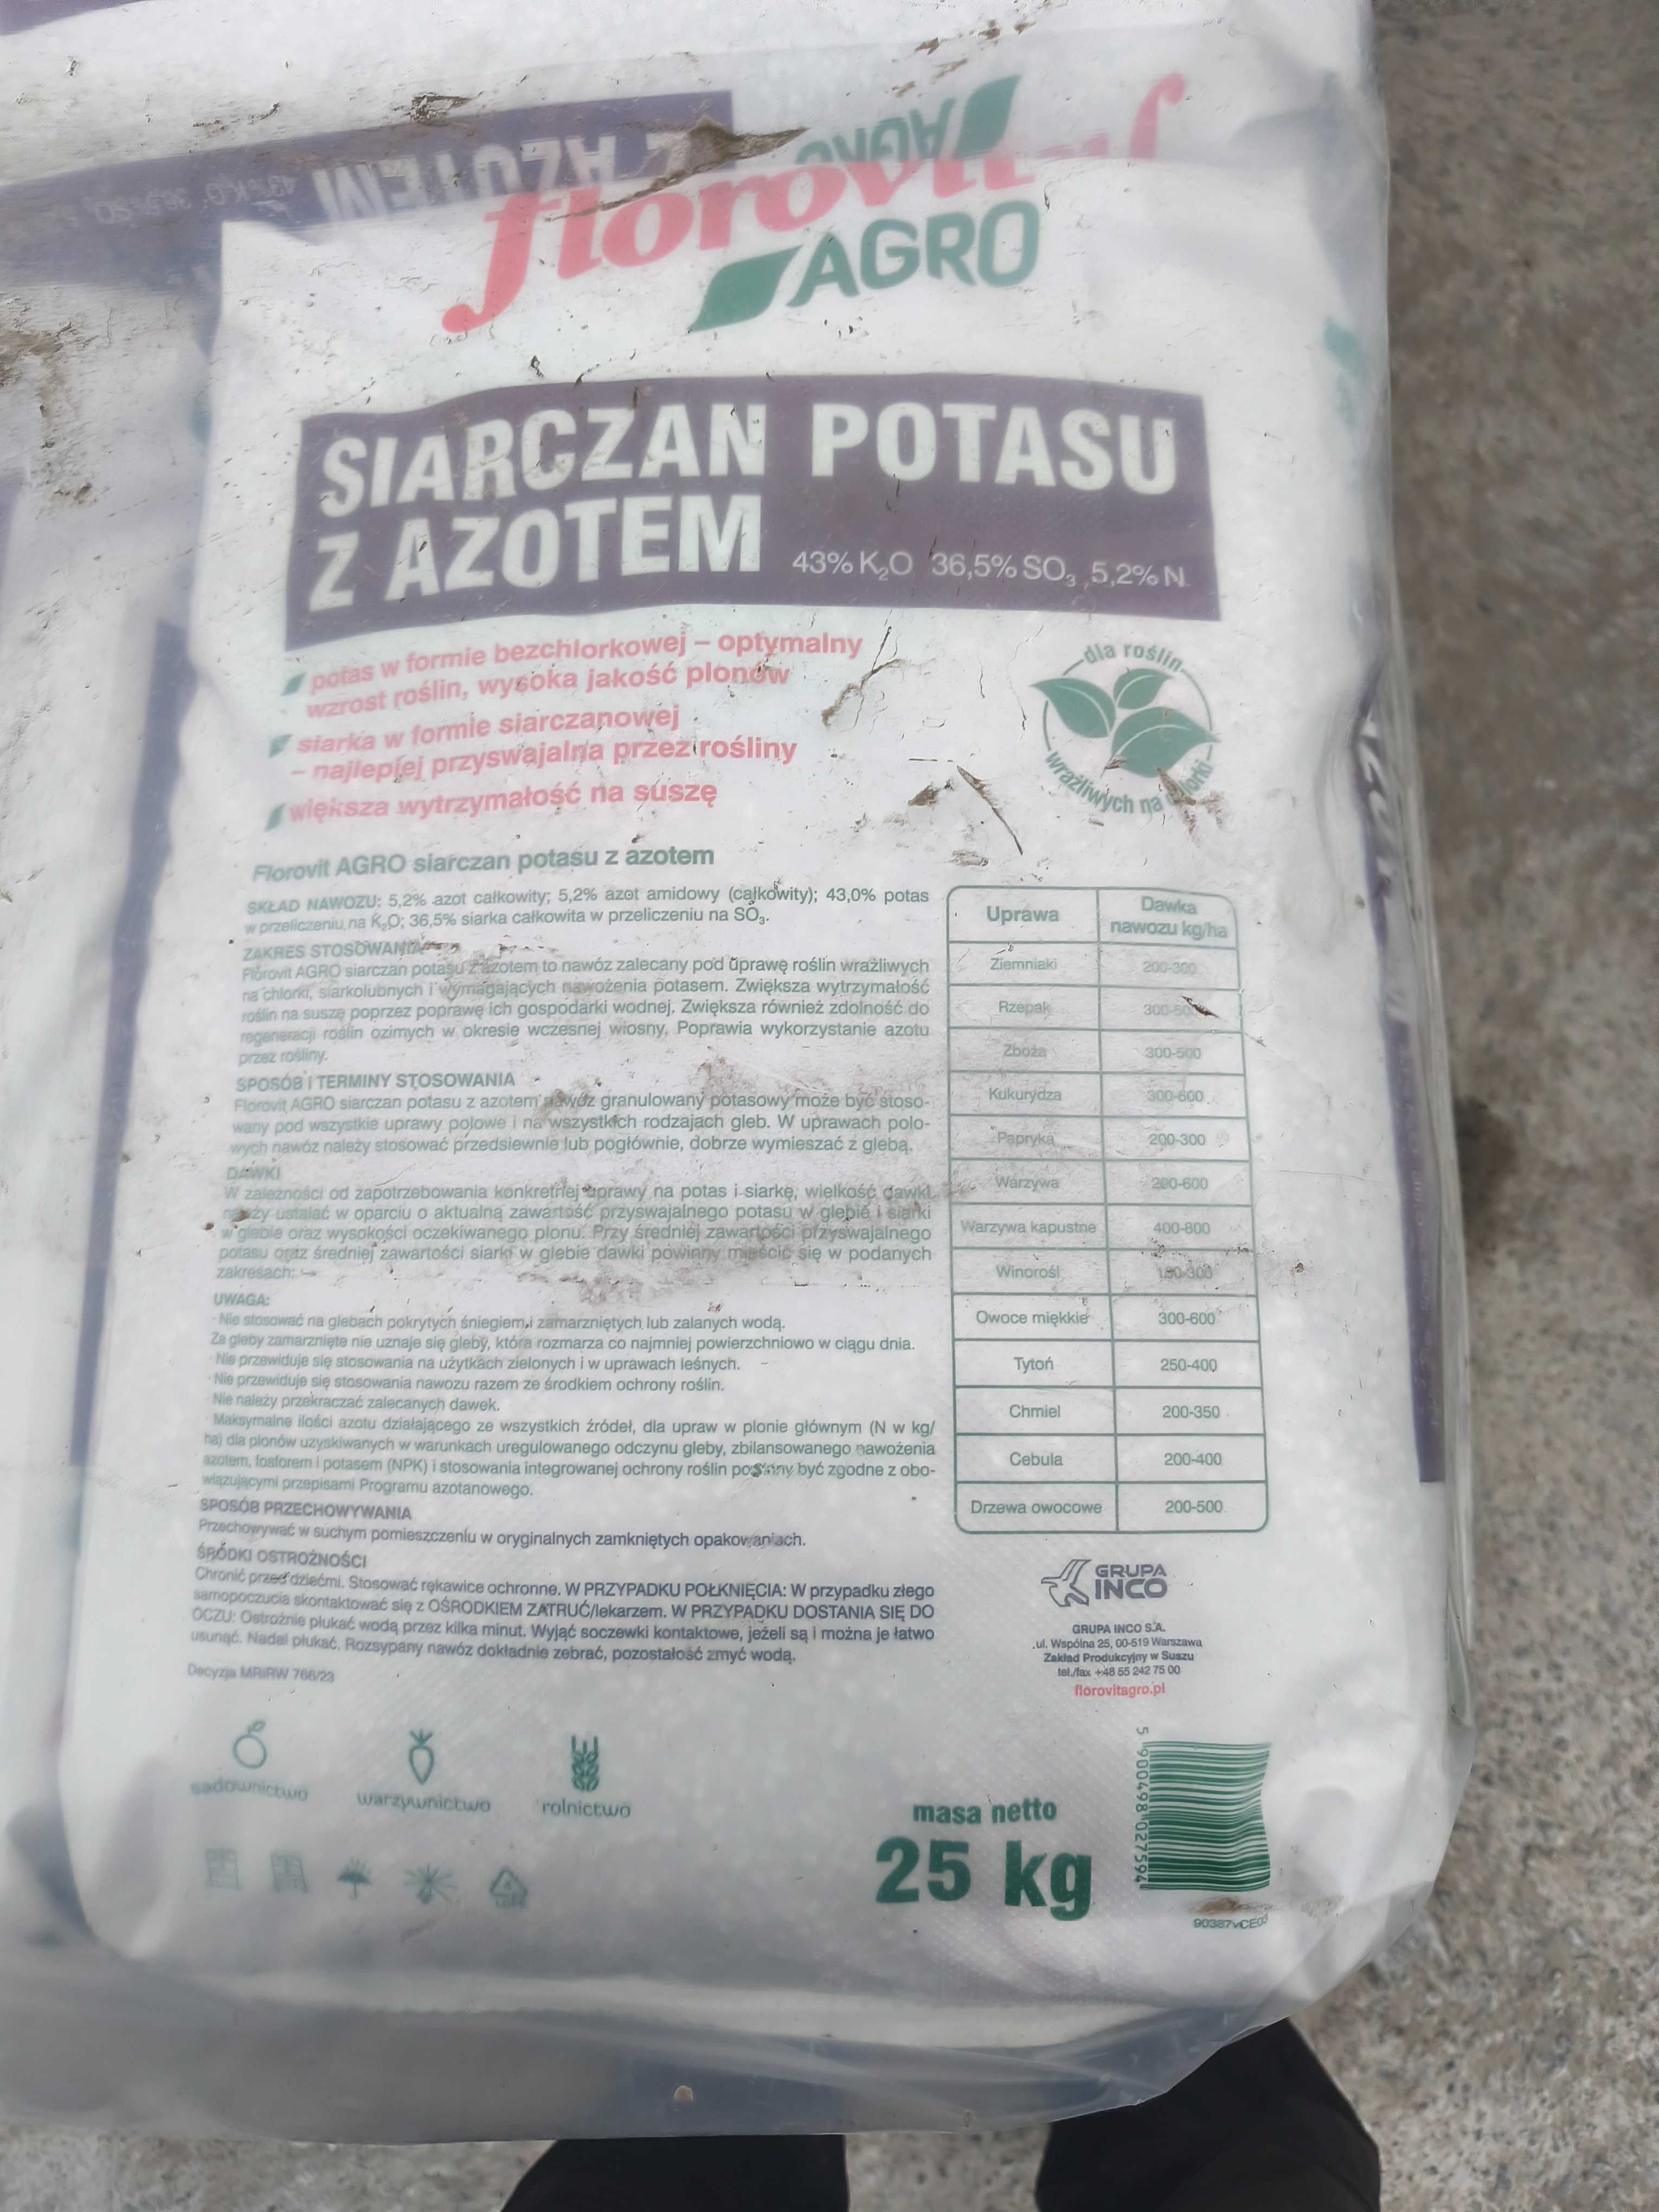 Z AZOTEM
AGRO
florovit
AGRO
SIARCZAN POTASU
Z AZOTEM 43% K₂O 36,5% SO₃ 5,2% N
potas w formie bezchlorkowej – optymalny
wzrost roślin, wysoka jakość plonów
siarka w formie siarczanowej
– najlepiej przyswajalna przez rośliny
większa wytrzymałość na suszę
dla roślin
wrażliwych na chlorki
Florovit AGRO siarczan potasu z azotem
SKŁAD NAWOZU: 5,2% azot całkowity; 5,2% azot amidowy (całkowity); 43,0% potas
w przeliczeniu na K₂O; 36,5% siarka całkowita w przeliczeniu na SO₃.
ZAKRES STOSOWANIA
Florovit AGRO siarczan potasu z azotem to nawóz zalecany pod uprawę roślin wrażliwych
na chlorki, siarkolubnych i wymagających nawożenia potasem. Zwiększa wytrzymałość
roślin na suszę poprzez poprawę ich gospodarki wodnej. Zwiększa również zdolność do
regeneracji roślin ozimych w okresie wczesnej wiosny. Poprawia wykorzystanie azotu
przez rośliny.
SPOSÓB I TERMINY STOSOWANIA
Florovit AGRO siarczan potasu z azotem nawóz granulowany potasowy może być stoso-
wany pod wszystkie uprawy polowe i na wszystkich rodzajach gleb. W uprawach polo-
wych nawóz należy stosować przedsiewnie lub pogłównie, dobrze wymieszać z glebą.
DAWKI
W zależności od zapotrzebowania konkretnej uprawy na potas i siarkę, wielkość dawki
należy ustalać w oparciu o aktualną zawartość przyswajalnego potasu w glebie i siarki
w glebie oraz wysokości oczekiwanego plonu. Przy średniej zawartości przyswajalnego
potasu oraz średniej zawartości siarki w glebie dawki powinny mieścić się w podanych
zakresach:
UWAGA:
· Nie stosować na glebach pokrytych śniegiem, zamarzniętych lub zalanych wodą.
Za gleby zamarznięte nie uznaje się gleby, która rozmarza co najmniej powierzchniowo w ciągu dnia.
· Nie przewiduje się stosowania na użytkach zielonych i w uprawach leśnych.
· Nie przewiduje się stosowania nawozu razem ze środkiem ochrony roślin.
· Nie należy przekraczać zalecanych dawek.
· Maksymalne ilości azotu działającego ze wszystkich źródeł, dla upraw w plonie głównym (N w kg/
ha) dla plonów uzyskiwanych w warunkach uregulowanego odczynu gleby, zbilansowanego nawożenia
azotem, fosforem i potasem (NPK) i stosowania integrowanej ochrony roślin powinny być zgodne z obo-
wiązującymi przepisami Programu azotanowego.
SPOSÓB PRZECHOWYWANIA
Przechowywać w suchym pomieszczeniu w oryginalnych zamkniętych opakowaniach.
ŚRODKI OSTROŻNOŚCI
Chronić przed dziećmi. Stosować rękawice ochronne. W PRZYPADKU POŁKNIĘCIA: W przypadku złego
samopoczucia skontaktować się z OŚRODKIEM ZATRUĆ/lekarzem. W PRZYPADKU DOSTANIA SIĘ DO
OCZU: Ostrożnie płukać wodą przez kilka minut. Wyjąć soczewki kontaktowe, jeżeli są i można je łatwo
usunąć. Nadal płukać. Rozsypany nawóz dokładnie zebrać, pozostałość zmyć wodą.
Decyzja MRiRW 766/23
Uprawa Dawka nawozu kg/ha
Ziemniaki 200-300
Rzepak 300-500
Zboża 300-500
Kukurydza 300-600
Papryka 200-300
Warzywa 200-600
Warzywa kapustne 400-800
Winorośl
Owoce miękkie 300-600
Tytoń 250-400
Chmiel 200-350
Cebula 200-400
Drzewa owocowe 200-500
GRUPA
INCO
GRUPA INCO S.A.
ul. Wspólna 25, 00-519 Warszawa
Zakład Produkcyjny w Suszu
tel./fax +48 55 242 75 00
florovitagro.pl
sadownictwo warzywnictwo rolnictwo
masa netto
25 kg
5 900498 027594